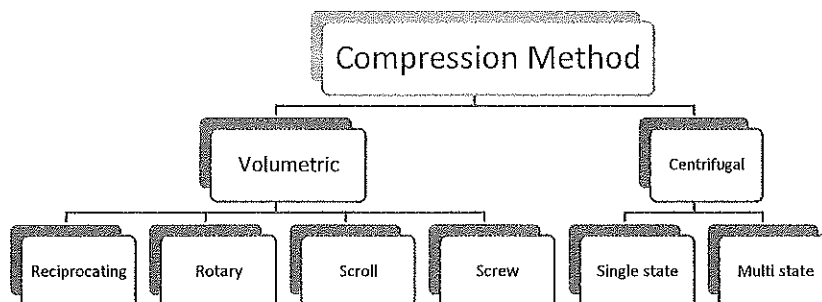 Compression Method
Volumetric
Centrifugal
Reciprocating
Rotary
Scroll
Screw
Single state
Multi state